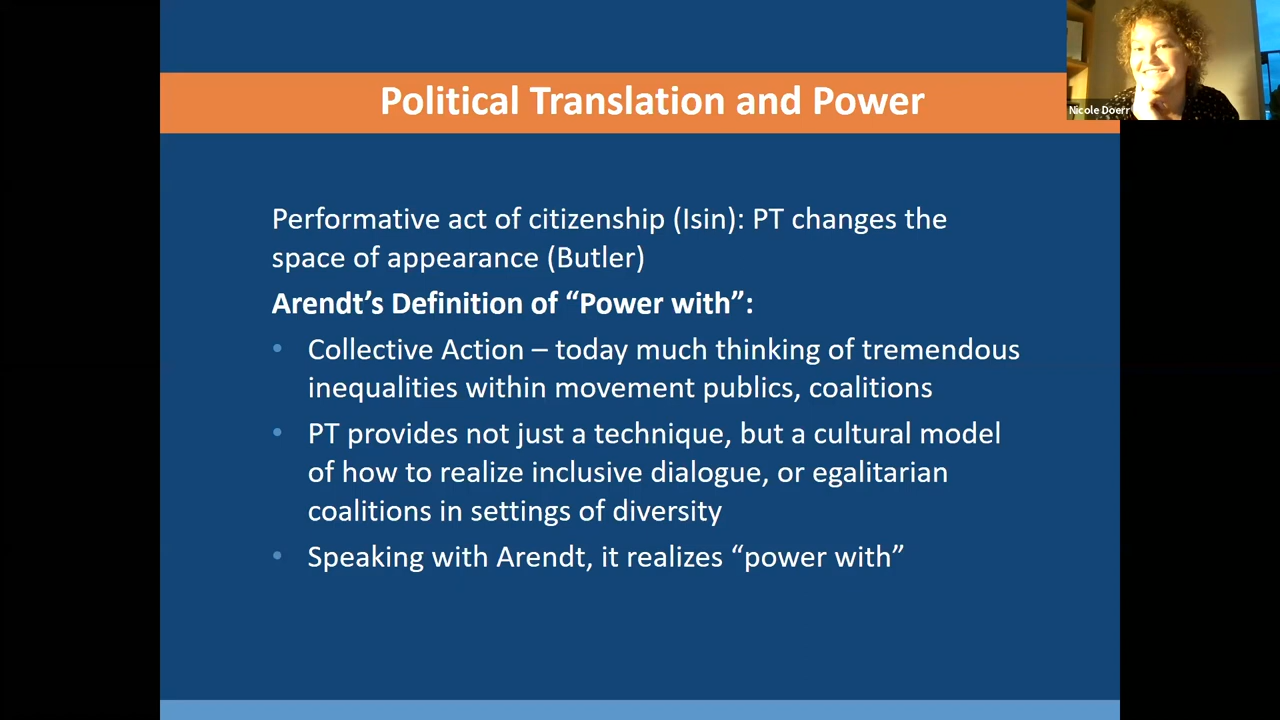 Political Translation and Power
Nicole Doerr
Performative act of citizenship (Isin): PT changes the
space of appearance (Butler)
Arendt’s Definition of “Power with”:
• Collective Action – today much thinking of tremendous
inequalities within movement publics, coalitions
• PT provides not just a technique, but a cultural model
of how to realize inclusive dialogue, or egalitarian
coalitions in settings of diversity
• Speaking with Arendt, it realizes “power with”